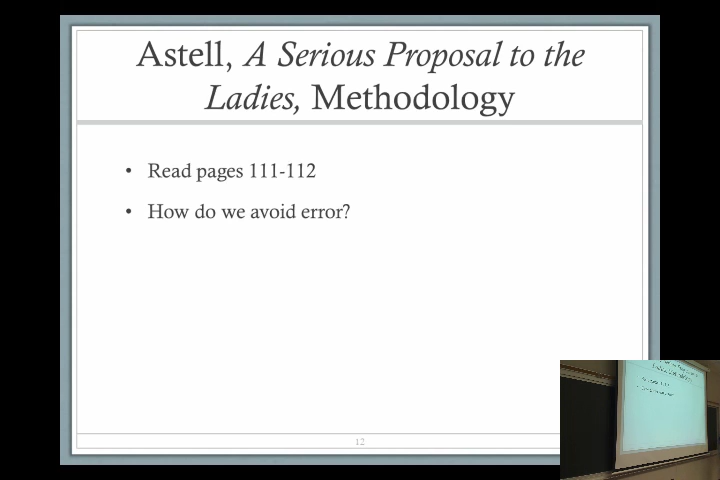 Astell, A Serious Proposal to the
Ladies, Methodology
• Read pages 111-112
• How do we avoid error?
12